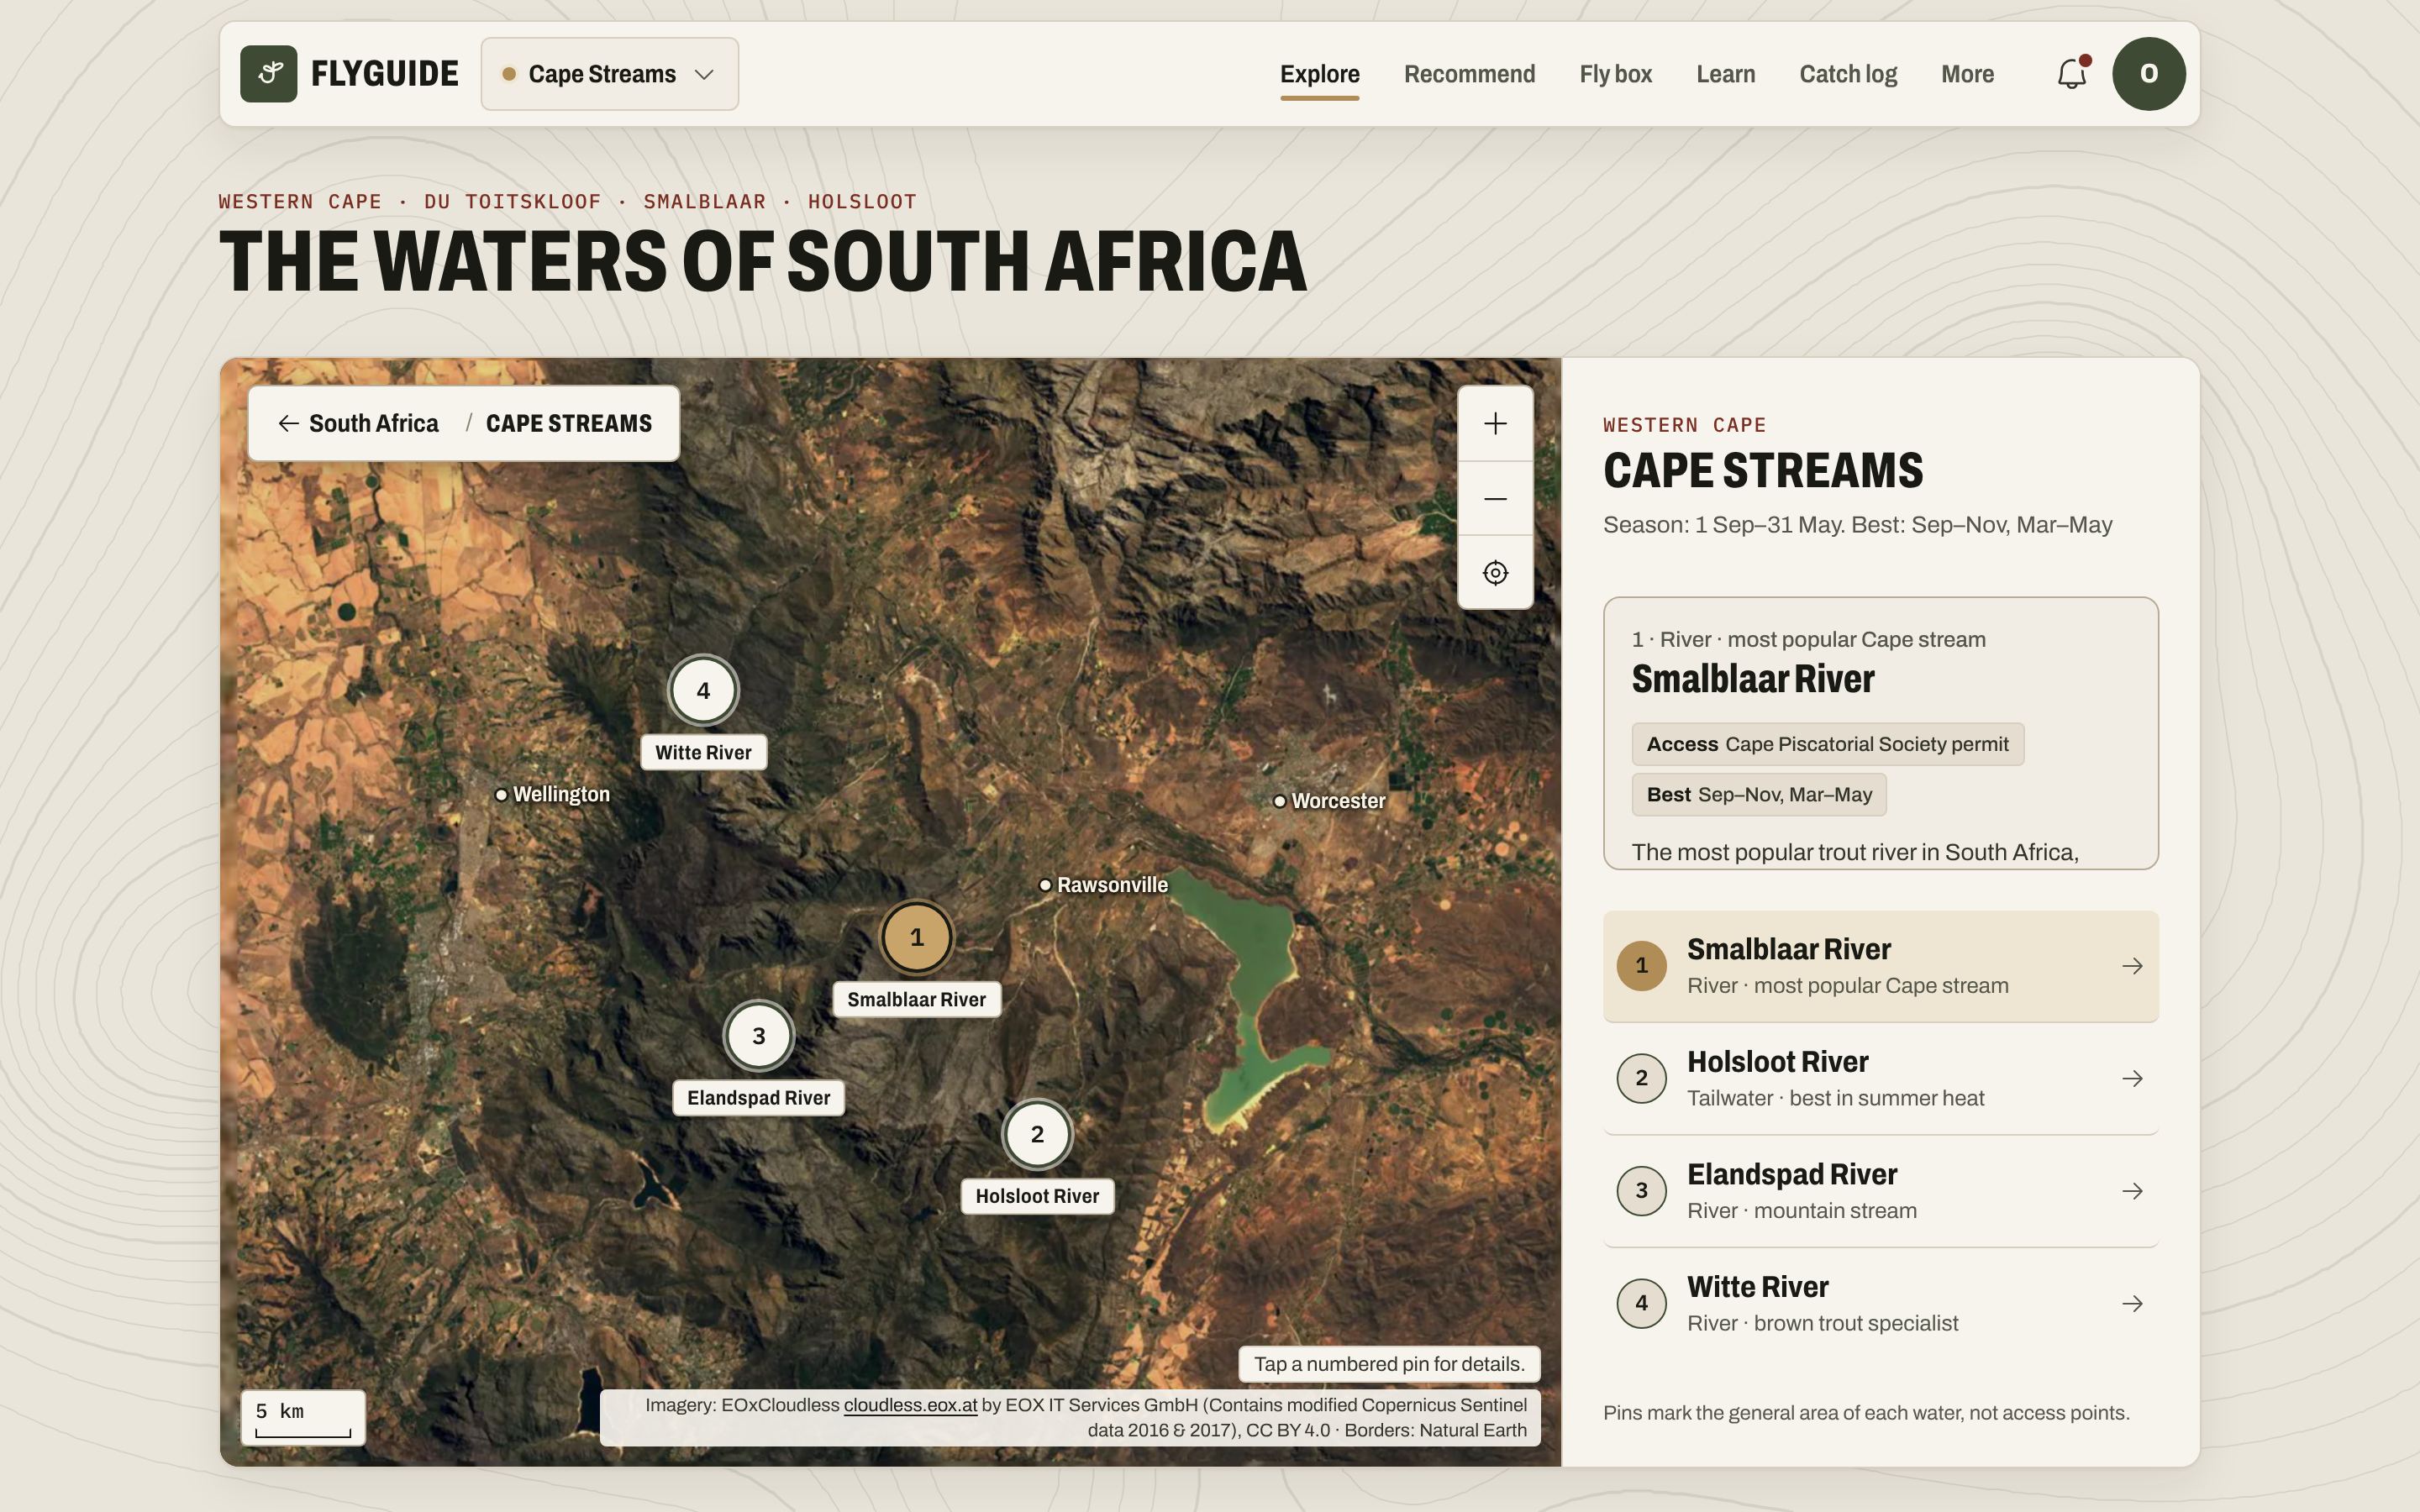 FLYGUIDE
Cape Streams
Explore
Recommend
Fly box
Learn
Catch log
More
O
WESTERN CAPE · DU TOITSKLOOF · SMALBLAAR · HOLSLOOT
THE WATERS OF SOUTH AFRICA
← South Africa / CAPE STREAMS
4
Witte River
Wellington
Worcester
Rawsonville
1
Smalblaar River
3
Elandspad River
2
Holsloot River
Tap a numbered pin for details.
5 km
Imagery: EOxCloudless cloudless.eox.at by EOX IT Services GmbH (Contains modified Copernicus Sentinel
data 2016 & 2017), CC BY 4.0 · Borders: Natural Earth
WESTERN CAPE
CAPE STREAMS
Season: 1 Sep–31 May. Best: Sep–Nov, Mar–May
1 · River · most popular Cape stream
Smalblaar River
Access Cape Piscatorial Society permit
Best Sep–Nov, Mar–May
The most popular trout river in South Africa,
1
Smalblaar River
River · most popular Cape stream
2
Holsloot River
Tailwater · best in summer heat
3
Elandspad River
River · mountain stream
4
Witte River
River · brown trout specialist
Pins mark the general area of each water, not access points.